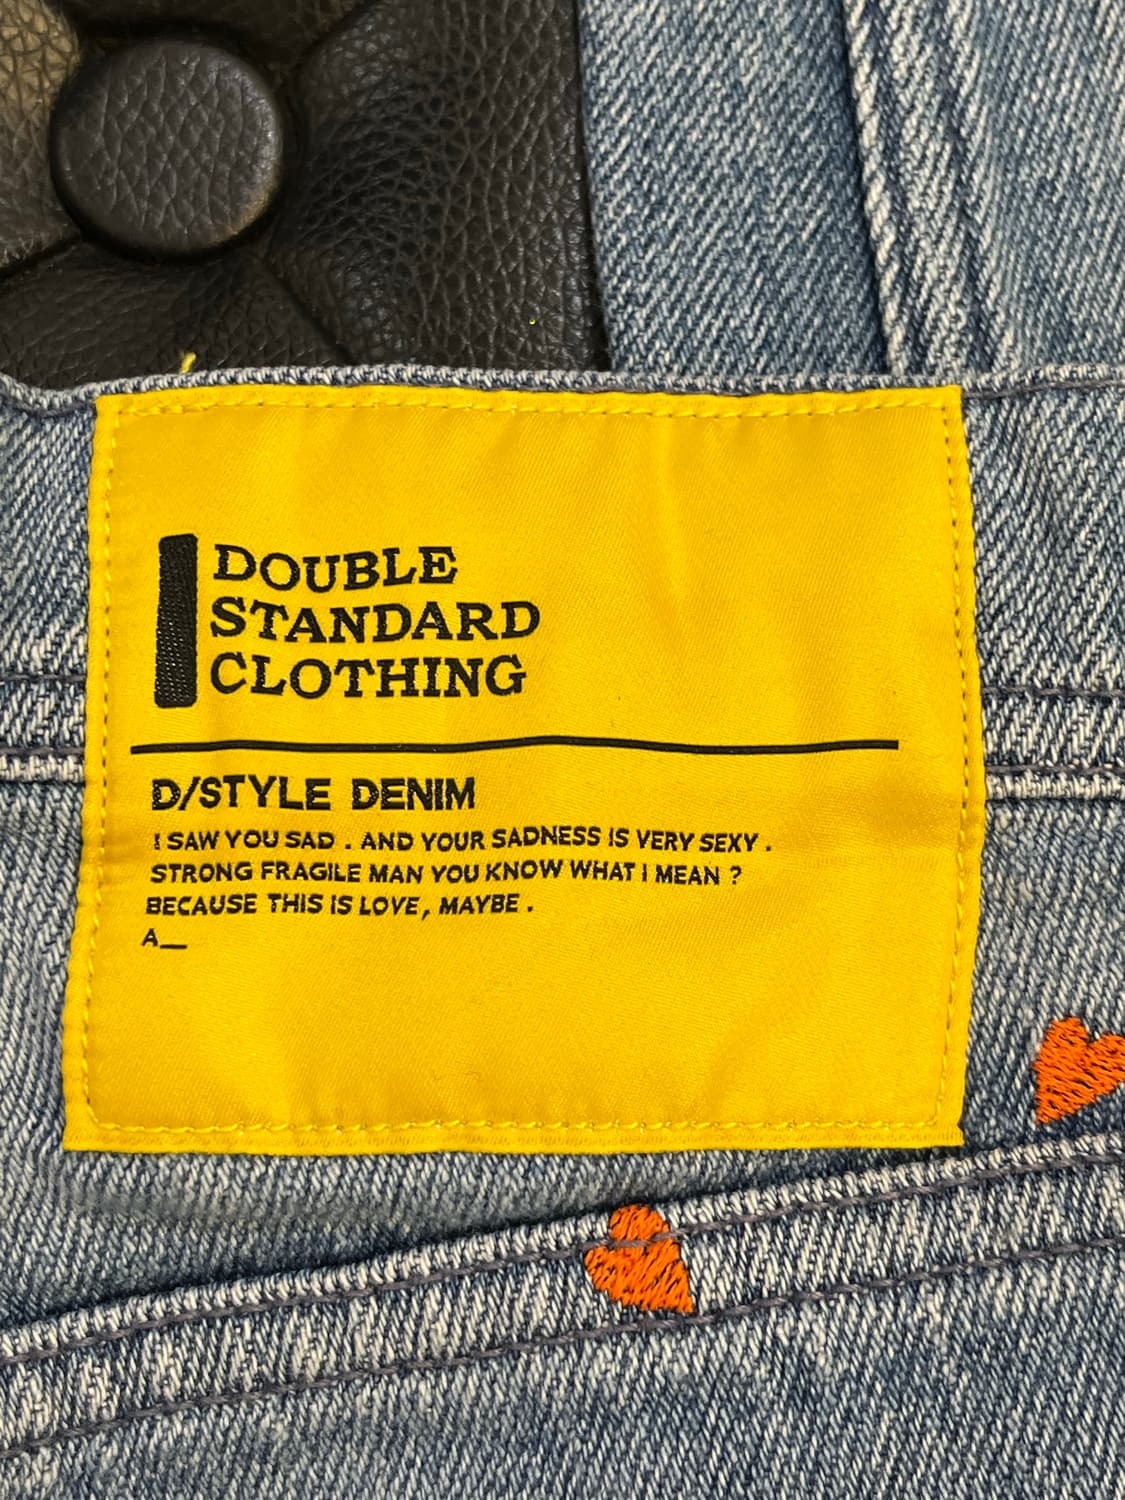 DOUBLE
STANDARD
CLOTHING
D/STYLE DENIM
I SAW YOU SAD . AND YOUR SADNESS IS VERY SEXY .
STRONG FRAGILE MAN YOU KNOW WHAT I MEAN ?
BECAUSE THIS IS LOVE, MAYBE .
A__